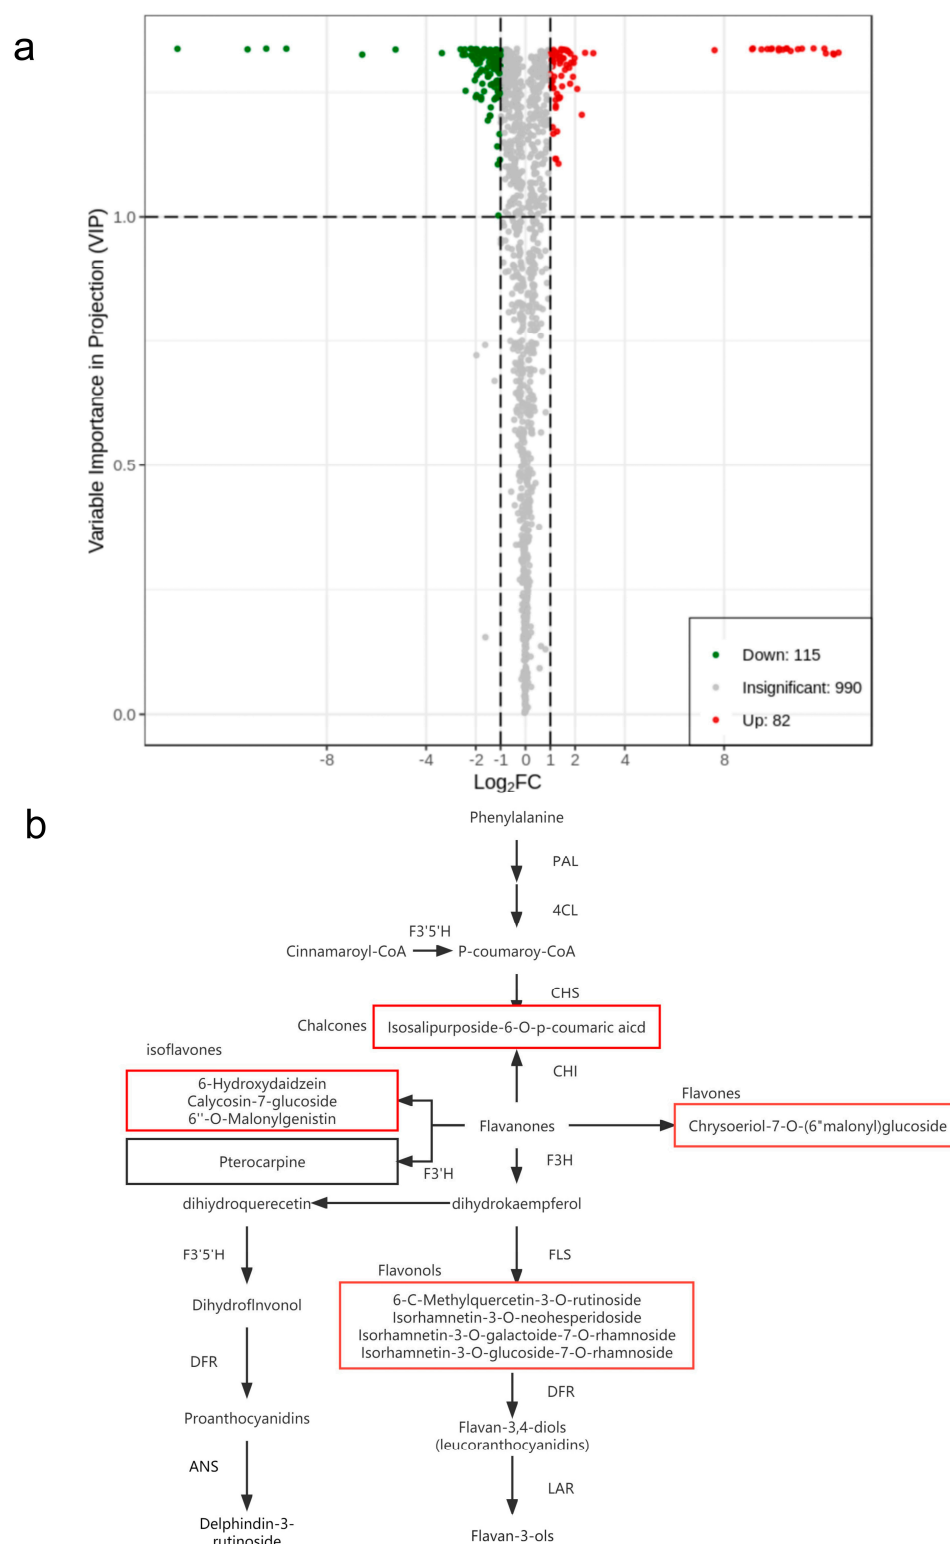 a
Variable Importance in Projection (VIP)
1.0
0.5
0.0
Down: 115
Insignificant: 990
Up: 82
-8 -4 -2 -1 0 1 2 4 8
Log2FC
b
Phenylalanine
PAL
4CL
F3'5'H
Cinnamaroyl-CoA P-coumaroy-CoA
CHS
Chalcones Isosalipurposide-6-O-p-coumaric aicd
isoflavones
CHI
6-Hydroxydaidzein
Calycosin-7-glucoside
6''-O-Malonylgenistin
Flavones
Chrysoeriol-7-O-(6"malonyl)glucoside
Flavanones
Pterocarpine
F3'H
F3H
dihiydroquerecetin dihydrokaempferol
F3'5'H
FLS
Flavonols
6-C-Methylquercetin-3-O-rutinoside
Isorhamnetin-3-O-neohesperidoside
Isorhamnetin-3-O-galactoide-7-O-rhamnoside
Isorhamnetin-3-O-glucoside-7-O-rhamnoside
Dihydroflnvonol
DFR
DFR
Proanthocyanidins
Flavan-3,4-diols
(leucoranthocyanidins)
ANS
LAR
Delphindin-3-
rutinoside
Flavan-3-ols